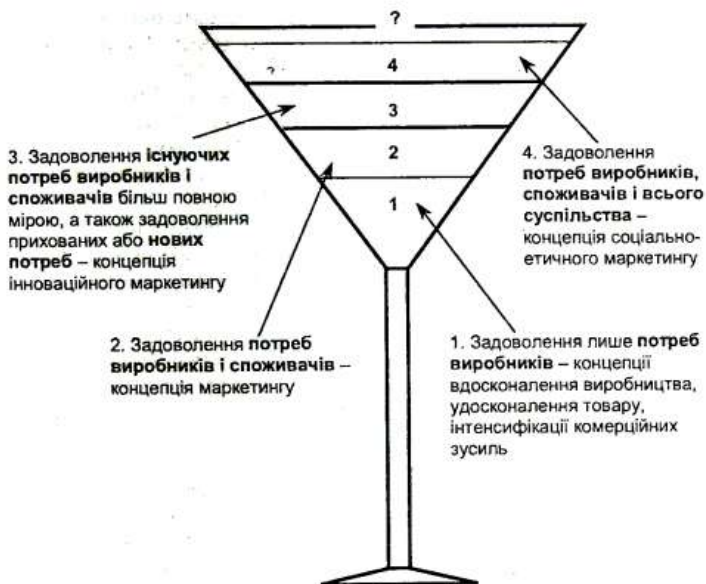 ?
4
?
3
2
1
3. Задоволення існуючих
потреб виробників і
споживачів більш повною
мірою, а також задоволення
прихованих або нових
потреб – концепція
інноваційного маркетингу
4. Задоволення
потреб виробників,
споживачів і всього
суспільства –
концепція соціально-
етичного маркетингу
2. Задоволення потреб
виробників і споживачів –
концепція маркетингу
1. Задоволення лише потреб
виробників – концепції
вдосконалення виробництва,
удосконалення товару,
інтенсифікації комерційних
зусиль